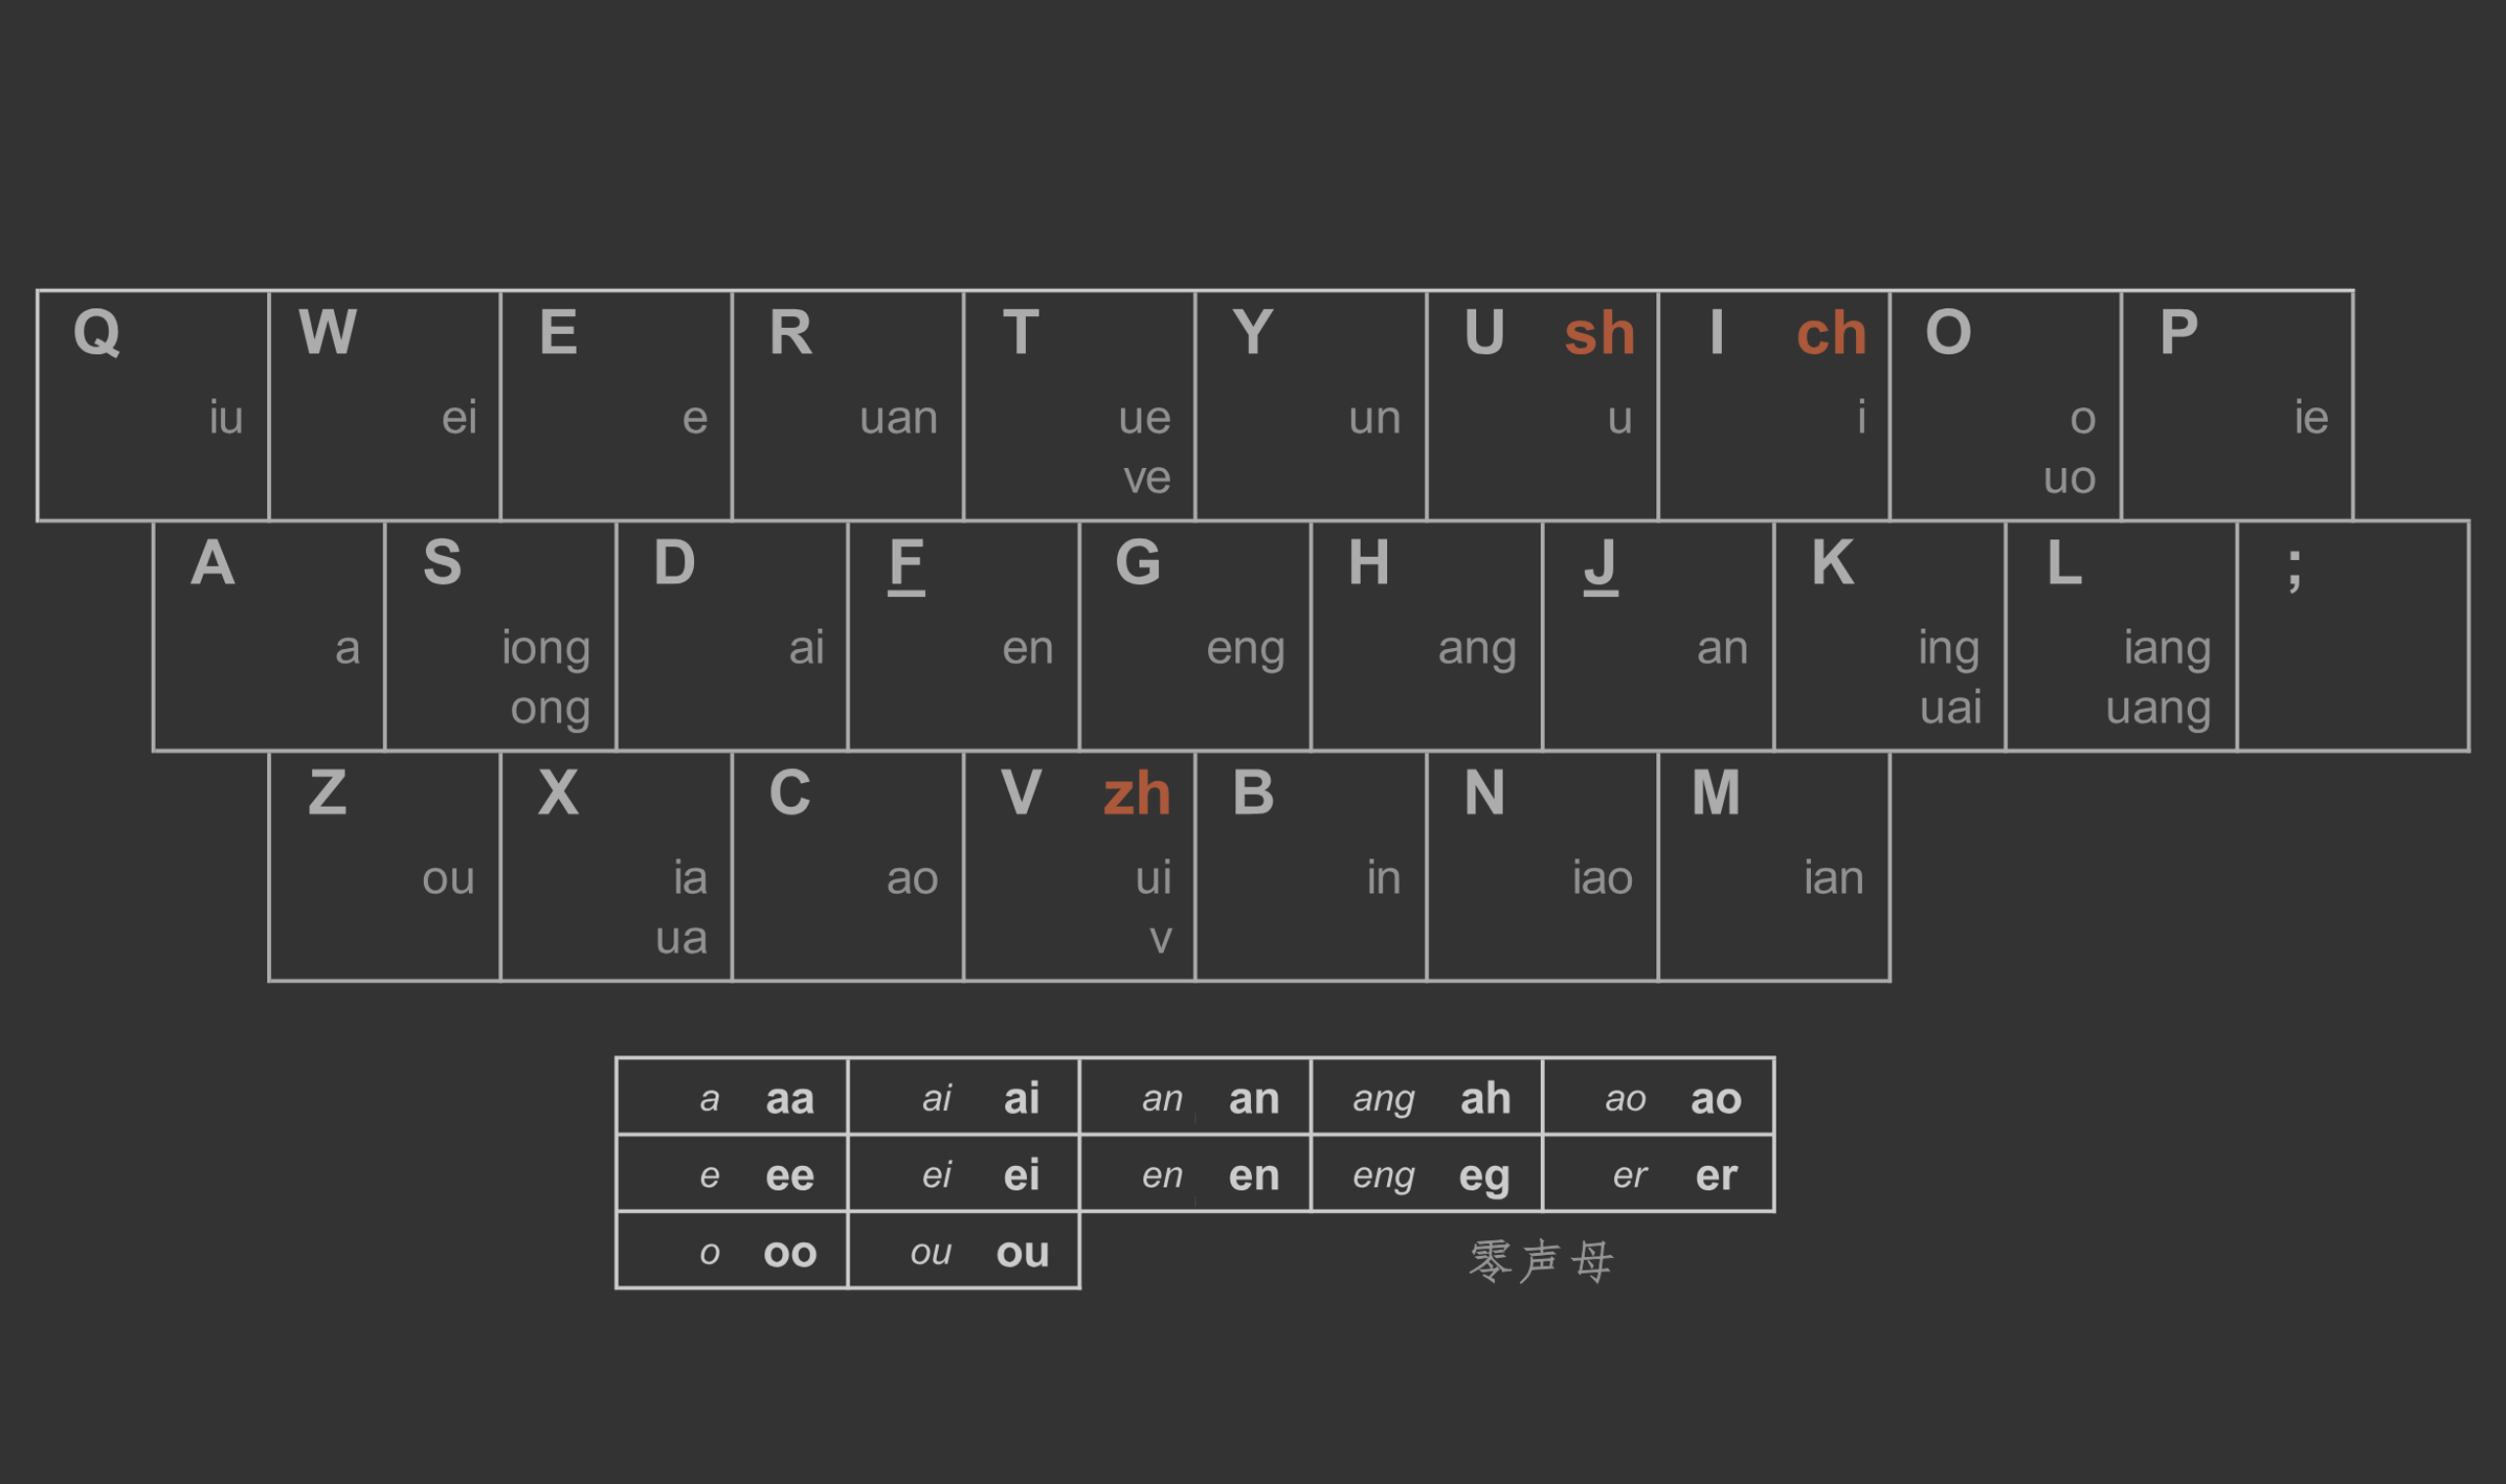 Q W E R T Y U sh I ch O P
iu ei e uan ue un u i o ie
ve uo
A S D F G H J K L ;
a iong ai en eng ang an ing iang
ong uai uang
Z X C V zh B N M
ou ia ao ui in iao ian
ua v
a aa ai ai an an ang ah ao ao
e ee ei ei en en eng eg er er
o oo ou ou 零声母